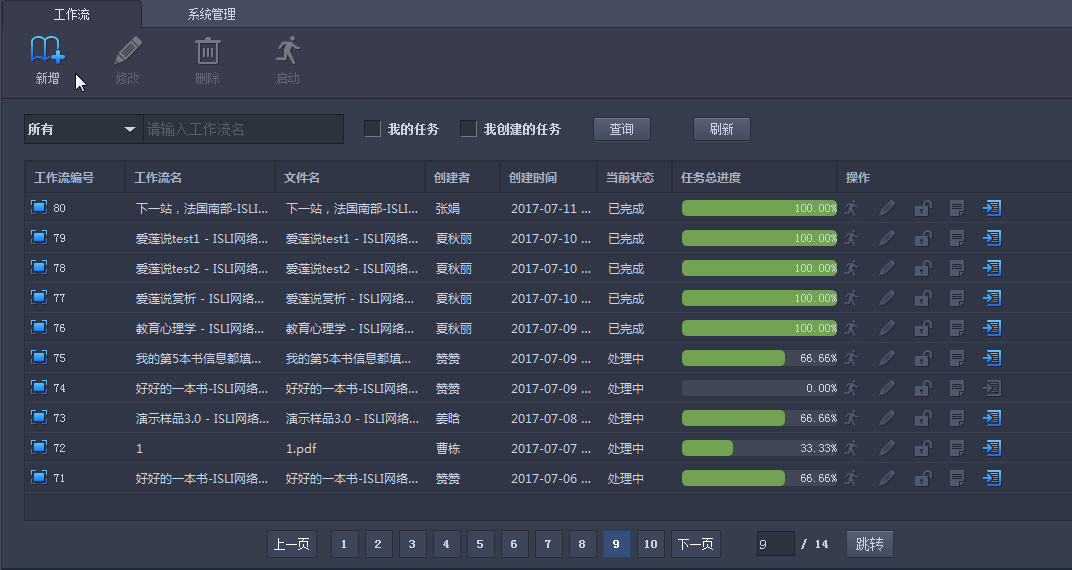 工作流 系统管理
新增 修改 删除 启动
所有 请输入工作流名 我的任务 我创建的任务 查询 刷新
工作流编号 工作流名 文件名 创建者 创建时间 当前状态 任务总进度 操作
80 下一站，法国南部-ISLI... 下一站，法国南部-ISLI... 张娟 2017-07-11 ... 已完成 100.00%
79 爱莲说test1 - ISLI网络... 爱莲说test1 - ISLI网络... 夏秋丽 2017-07-10 ... 已完成 100.00%
78 爱莲说test2 - ISLI网络... 爱莲说test2 - ISLI网络... 夏秋丽 2017-07-10 ... 已完成 100.00%
77 爱莲说赏析 - ISLI网络... 爱莲说赏析 - ISLI网络... 夏秋丽 2017-07-10 ... 已完成 100.00%
76 教育心理学 - ISLI网络... 教育心理学 - ISLI网络... 夏秋丽 2017-07-09 ... 已完成 100.00%
75 我的第5本书信息都填... 我的第5本书信息都填... 赞赞 2017-07-09 ... 处理中 66.66%
74 好好的一本书-ISLI网络... 好好的一本书-ISLI网络... 赞赞 2017-07-09 ... 处理中 0.00%
73 演示样品3.0 - ISLI网络... 演示样品3.0 - ISLI网络... 姜晗 2017-07-08 ... 处理中 66.66%
72 1 1.pdf 曹栋 2017-07-07 ... 处理中 33.33%
71 好好的一本书-ISLI网络... 好好的一本书-ISLI网络... 赞赞 2017-07-06 ... 处理中 66.66%
上一页 1 2 3 4 5 6 7 8 9 10 下一页 9 / 14 跳转